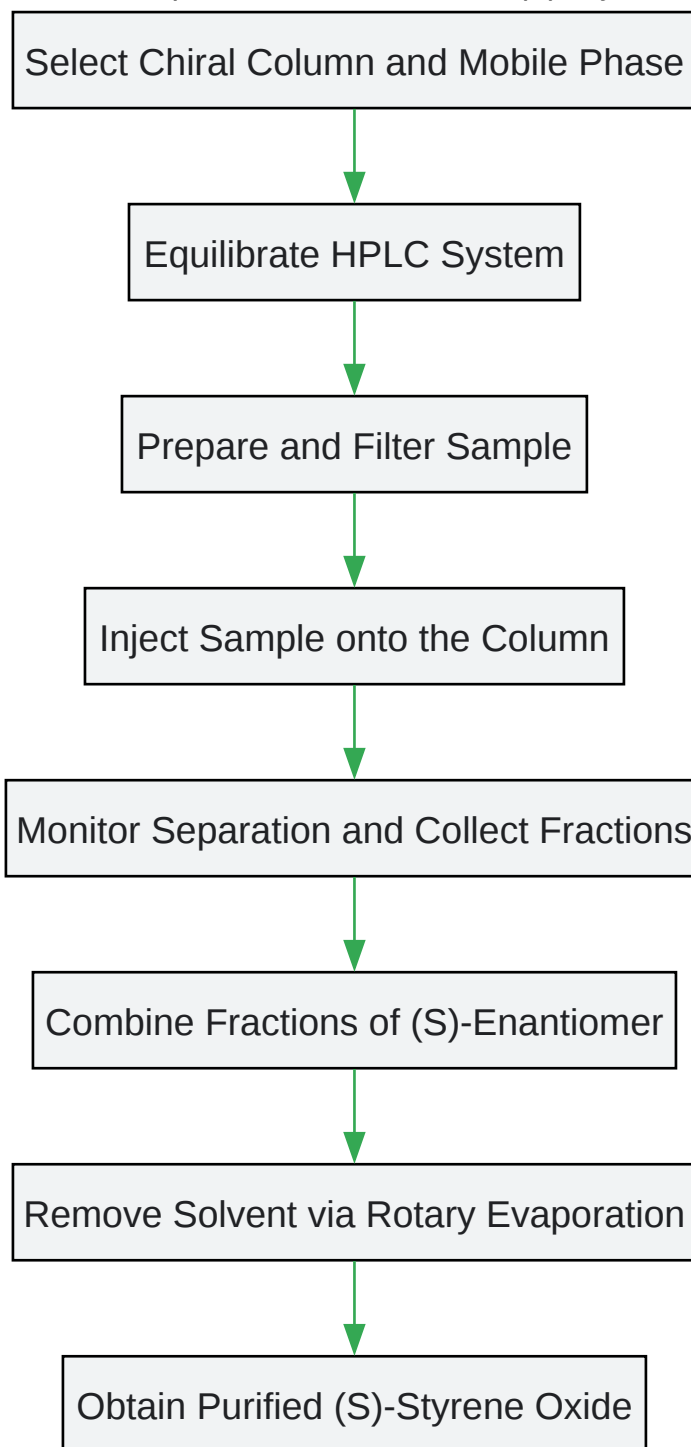 Select Chiral Column and Mobile Phase
Equilibrate HPLC System
Prepare and Filter Sample
Inject Sample onto the Column
Monitor Separation and Collect Fractions
Combine Fractions of (S)-Enantiomer
Remove Solvent via Rotary Evaporation
Obtain Purified (S)-Styrene Oxide